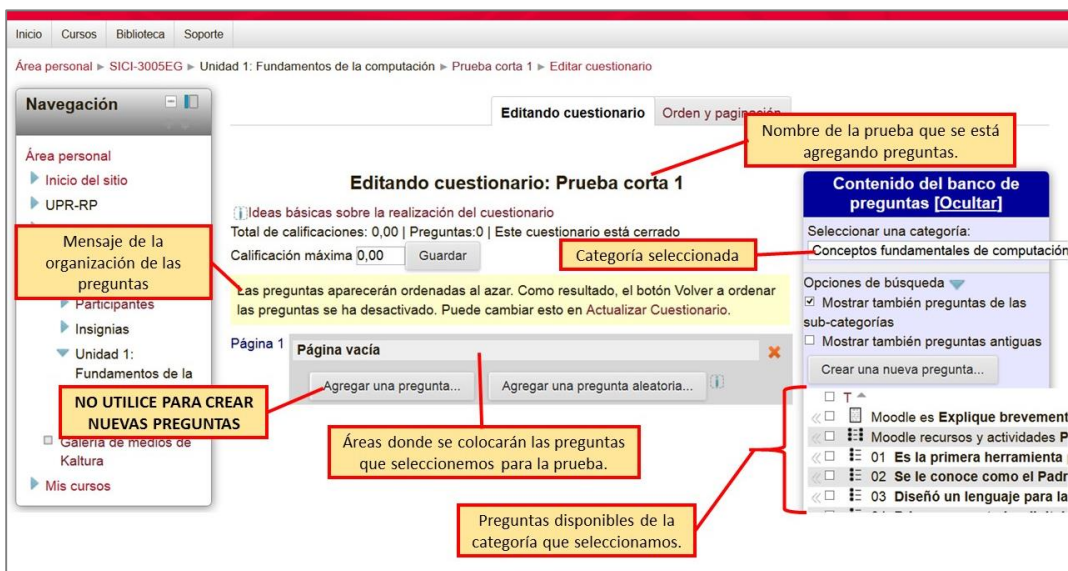 Inicio Cursos Biblioteca Soporte
Área personal ► SICI-3005EG ► Unidad 1: Fundamentos de la computación ► Prueba corta 1 ► Editar cuestionario
Navegación
Área personal
Inicio del sitio
UPR-RP
Mensaje de la
organización de las
preguntas
Participantes
Insignias
Unidad 1:
Fundamentos de la
NO UTILICE PARA CREAR
NUEVAS PREGUNTAS
Galería de medios de
Kaltura
Mis cursos
Editando cuestionario Orden y paginación
Nombre de la prueba que se está
agregando preguntas.
Editando cuestionario: Prueba corta 1
Ideas básicas sobre la realización del cuestionario
Total de calificaciones: 0,00 | Preguntas:0 | Este cuestionario está cerrado
Calificación máxima 0,00 Guardar
Categoría seleccionada
Las preguntas aparecerán ordenadas al azar. Como resultado, el botón Volver a ordenar
las preguntas se ha desactivado. Puede cambiar esto en Actualizar Cuestionario.
Página 1 Página vacía
Agregar una pregunta... Agregar una pregunta aleatoria...
Áreas donde se colocarán las preguntas
que seleccionemos para la prueba.
Preguntas disponibles de la
categoría que seleccionamos.
Contenido del banco de
preguntas [Ocultar]
Seleccionar una categoría:
Conceptos fundamentales de computación
Opciones de búsqueda
Mostrar también preguntas de las
sub-categorías
Mostrar también preguntas antiguas
Crear una nueva pregunta...
T
Moodle es Explique brevement
Moodle recursos y actividades P
01 Es la primera herramienta
02 Se le conoce como el Padr
03 Diseñó un lenguaje para la